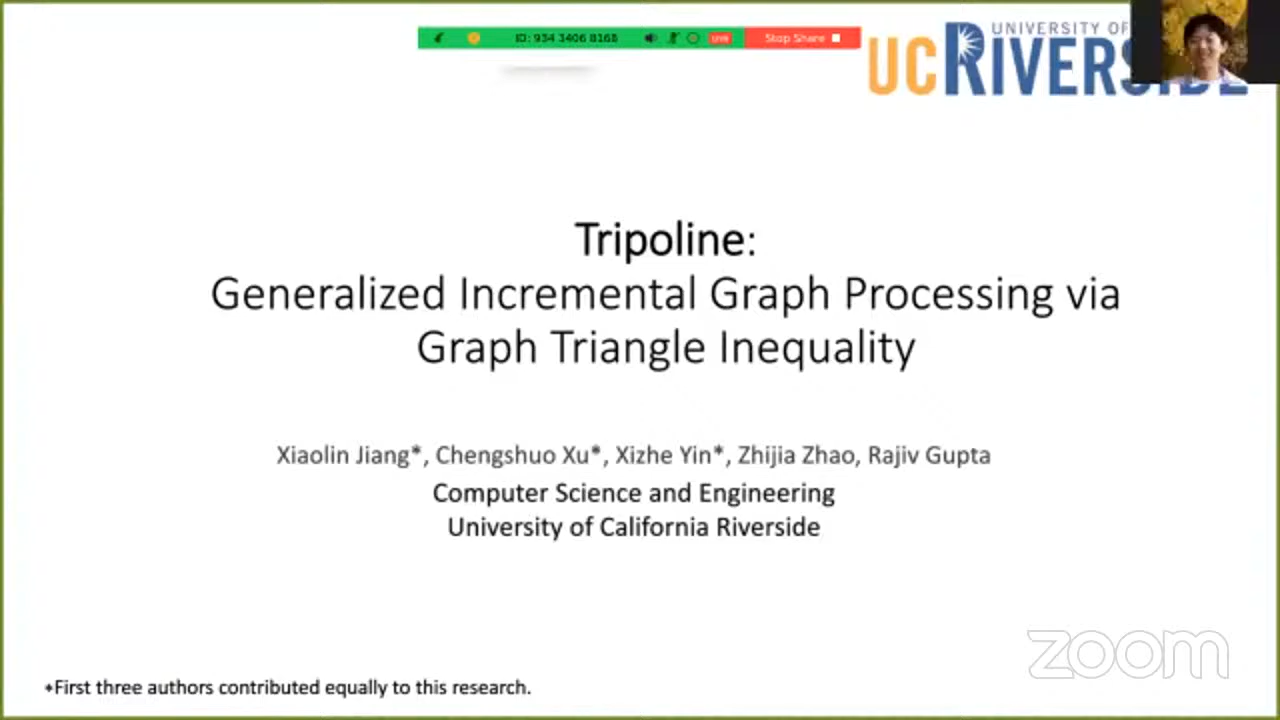 ID: 934 3406 8168
LIVE
Stop Share
UNIVERSITY OF
UCRIVERSIDE
Tripoline:
Generalized Incremental Graph Processing via
Graph Triangle Inequality
Xiaolin Jiang*, Chengshuo Xu*, Xizhe Yin*, Zhijia Zhao, Rajiv Gupta
Computer Science and Engineering
University of California Riverside
zoom
*First three authors contributed equally to this research.